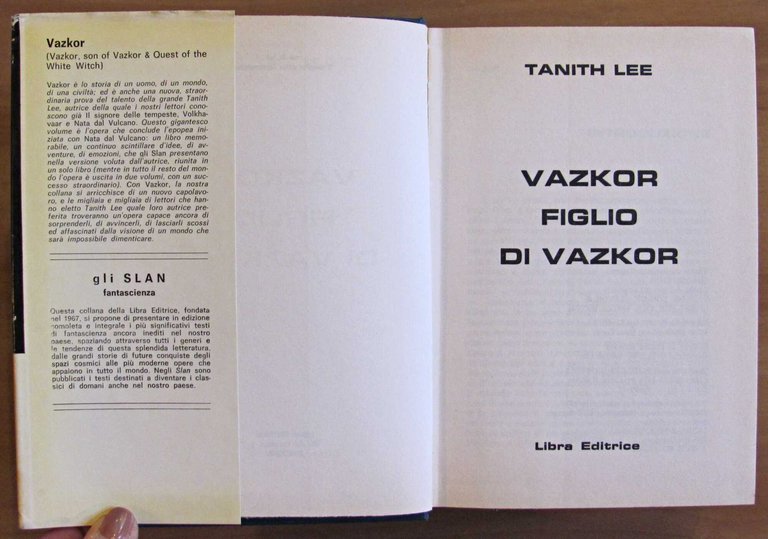 Vazkor
(Vazkor, son of Vazkor & Quest of the
White Witch)
Vazkor è lo storia di un uomo, di un mondo,
di una civiltà; ed è anche una nuova, straor-
dinaria prova del talento della grande Tanith
Lee, autrice della quale i nostri lettori cono-
scono già Il signore delle tempeste, Volkha-
vaar e Nata dal Vulcano. Questo gigantesco
volume è l'opera che conclude l'epopea ini-
ziata con Nata dal Vulcano: un libro memo-
rabile, un continuo scintillare d'idee, di av-
venture, di emozioni, che gli Slan presentano
nella versione voluta dall'autrice, riunita in
un solo libro (mentre in tutto il resto del mon-
do l'opera è uscita in due volumi, con un suc-
cesso straordinario). Con Vazkor, la nostra
collana si arricchisce di un nuovo capolavo-
ro, e le migliaia e migliaia di lettori che han-
no eletto Tanith Lee quale loro autrice pre-
ferita troveranno un'opera capace ancora di
sorprenderli, di avvincerli, di lasciarli scossi
ed affascinati dalla visione di un mondo che
sarà impossibile dimenticare.
gli SLAN
fantascienza
Questa collana della Libra Editrice, fondata
nel 1967, si propone di presentare in edizione
completa e integrale i più significativi testi
di fantascienza ancora inediti nel nostro
paese, spaziando attraverso tutti i generi e
le tendenze di questa splendida letteratura,
dalle grandi storie di future conquiste degli
spazi cosmici alle più moderne opere che
appaiono in tutto il mondo. Negli Slan sono
pubblicati i testi destinati a diventare i clas-
sici di domani anche nel nostro paese.
TANITH LEE
VAZKOR
FIGLIO
DI VAZKOR
Libra Editrice